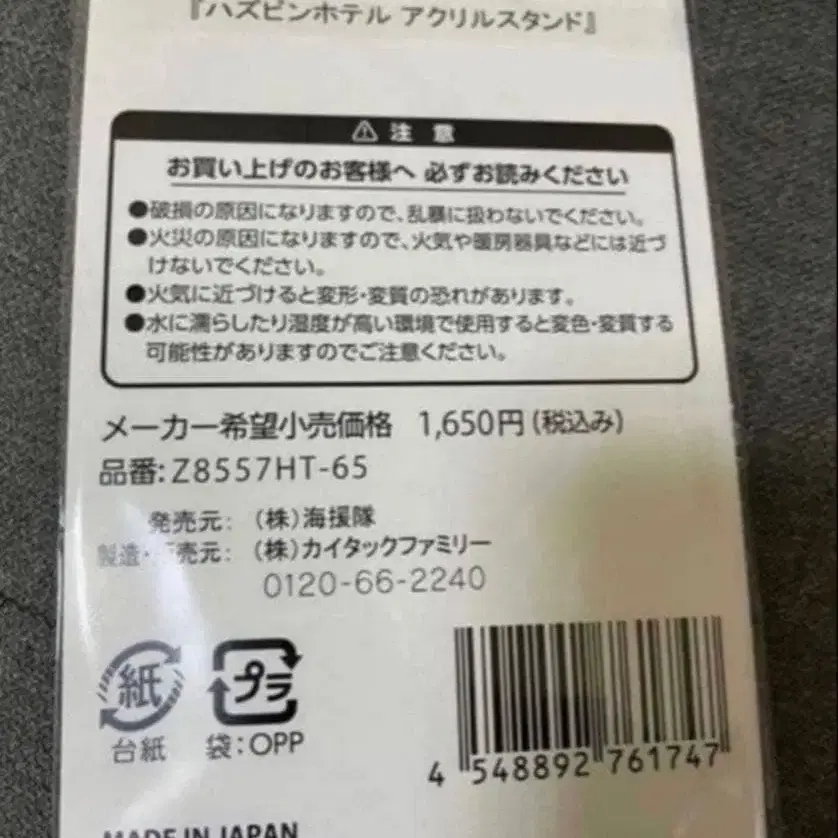 『ハズビンホテル アクリルスタンド』
⚠ 注 意
お買い上げのお客様へ 必ずお読みください
●破損の原因になりますので、乱暴に扱わないでください。
●火災の原因になりますので、火気や暖房器具などには近づ
けないでください。
●火気に近づけると変形・変質の恐れがあります。
●水に濡らしたり湿度が高い環境で使用すると変色・変質する
可能性がありますのでご注意ください。
メーカー希望小売価格 1,650円(税込み)
品番:Z8557HT-65
発売元: (株)海援隊
製造・販売元: (株)カイタックファミリー
0120-66-2240
紙 プラ
台紙 袋:OPP
4 548892 761747
MADE IN JAPAN